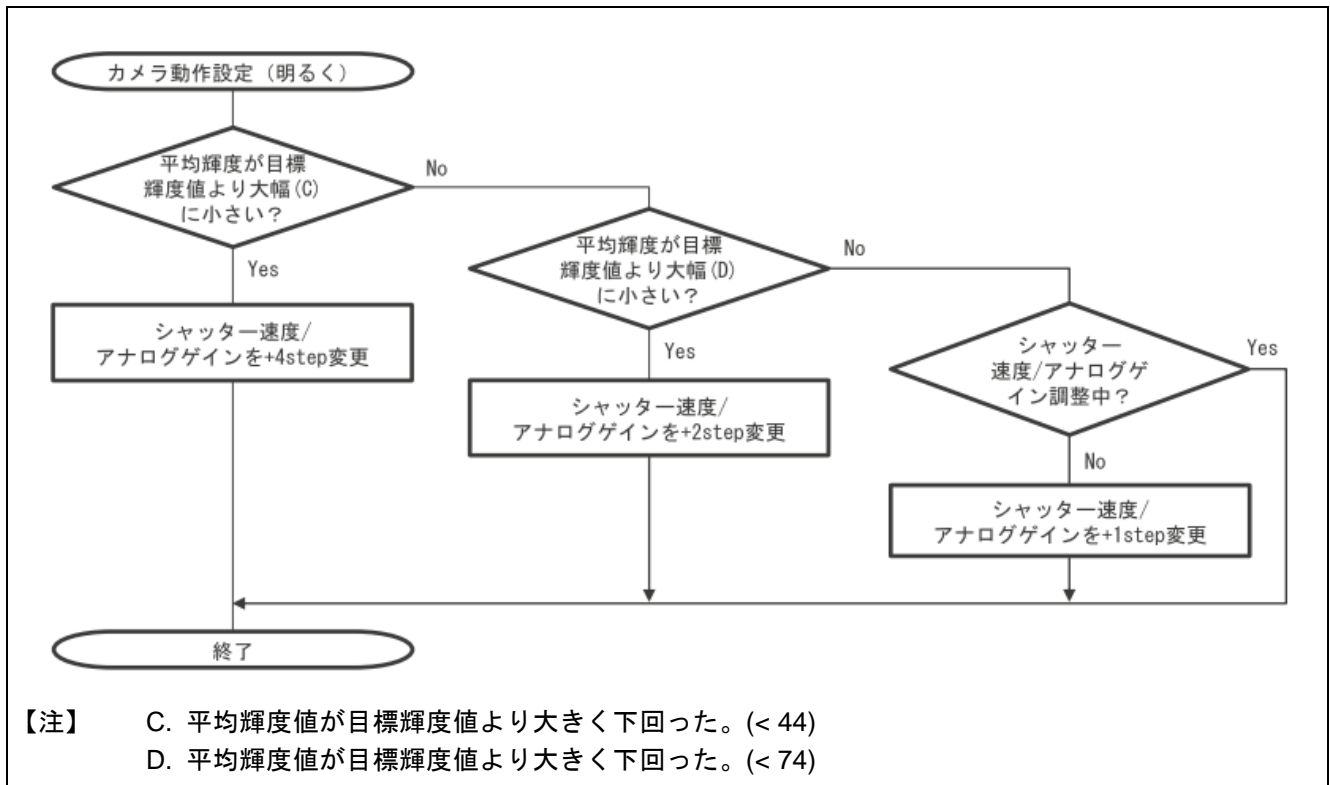 カメラ動作設定（明るく）
平均輝度が目標
輝度値より大幅(C)
に小さい？
No
Yes
シャッター速度/
アナログゲインを+4step変更
平均輝度が目標
輝度値より大幅(D)
に小さい？
No
Yes
シャッター速度/
アナログゲインを+2step変更
シャッター
速度/アナログゲ
イン調整中？
Yes
No
シャッター速度/
アナログゲインを+1step変更
終了
【注】 C. 平均輝度値が目標輝度値より大きく下回った。(< 44)
D. 平均輝度値が目標輝度値より大きく下回った。(< 74)